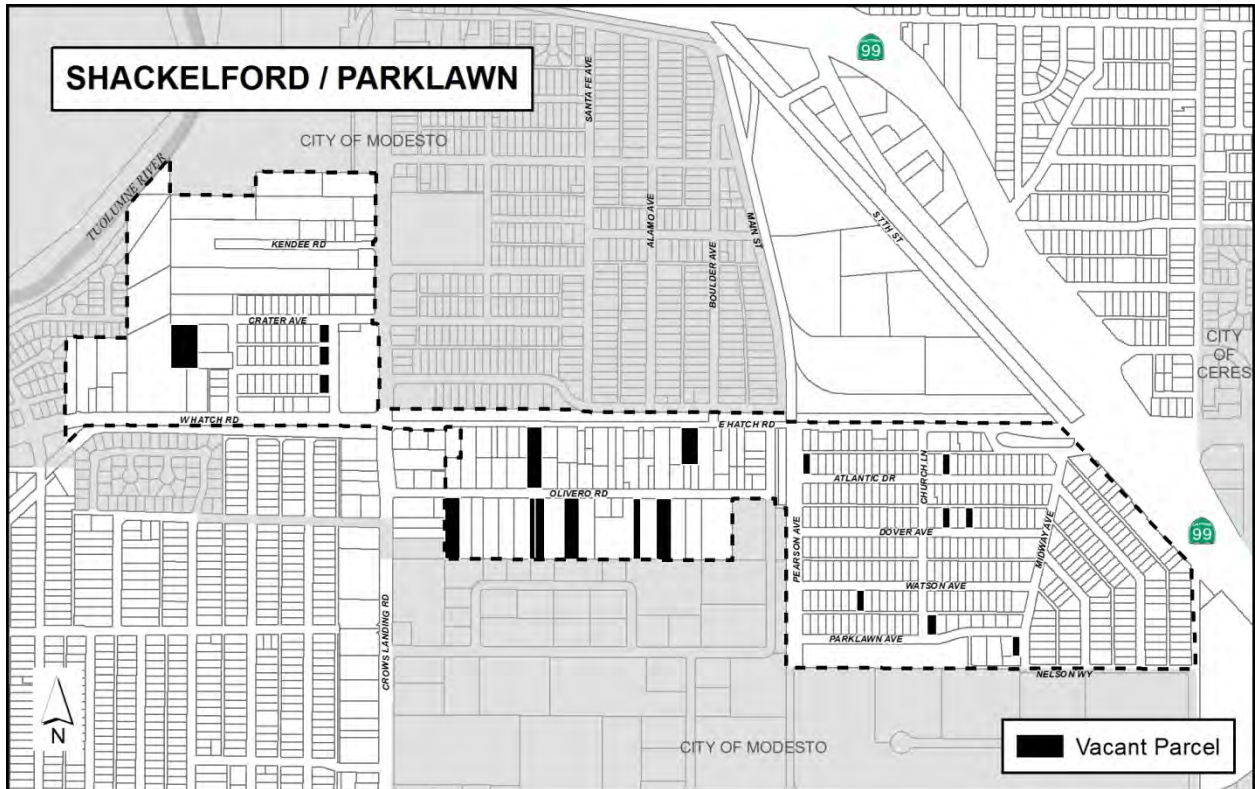 SHACKELFORD / PARKLAWN
99
CITY OF MODESTO
SANTA FE AVE
TUOLUMNE RIVER
ALAMO AVE
MAIN ST
BOULDER AVE
S 7TH ST
KENDEE RD
CRATER AVE
CITY
OF
CERES
W HATCH RD
E HATCH RD
ATLANTIC DR
CHURCH LN
OLIVERO RD
DOVER AVE
PEARSON AVE
MIDWAY AVE
99
WATSON AVE
CROWS LANDING RD
PARKLAWN AVE
NELSON WY
N
CITY OF MODESTO
Vacant Parcel